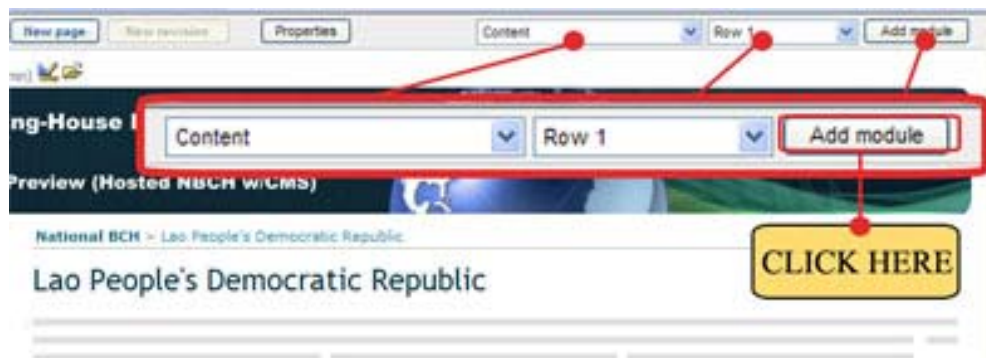 New page New revision Properties Content Row 1 Add module
ng-House
Content Row 1 Add module
Preview (Hosted NBCH w/CMS)
National BCH > Lao People's Democratic Republic
CLICK HERE
Lao People's Democratic Republic